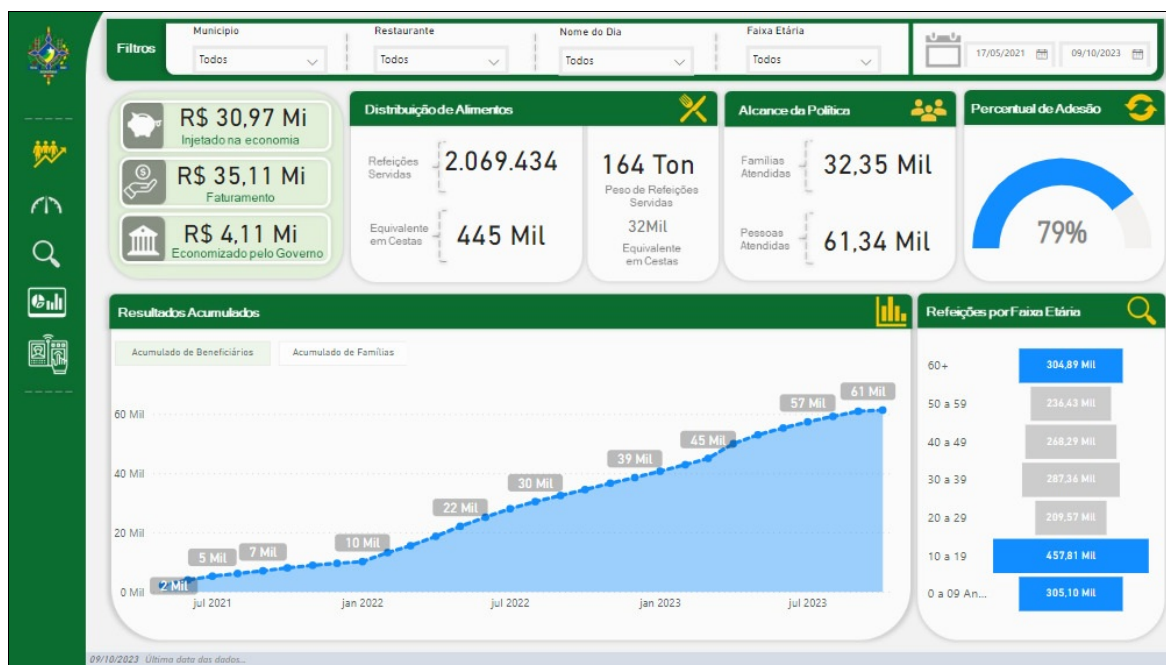 Filtros
Municipio
Todos
Restaurante
Todos
Nome do Dia
Todos
Faixa Etária
Todos
17/05/2021
09/10/2023
R$ 30,97 Mi
Injetado na economia
R$ 35,11 Mi
Faturamento
R$ 4,11 Mi
Economizado pelo Governo
Distribuição de Alimentos
Refeições
Servidas
2.069.434
Equivalente
em Cestas
445 Mil
164 Ton
Peso de Refeições
Servidas
32Mil
Equivalente
em Cestas
Alcance da Política
Famílias
Atendidas
32,35 Mil
Pessoas
Atendidas
61,34 Mil
Percentual de Adesão
79%
Resultados Acumulados
Acumulado de Beneficiários
Acumulado de Famílias
60 Mil
40 Mil
20 Mil
0 Mil
2 Mil
5 Mil
7 Mil
10 Mil
22 Mil
30 Mil
39 Mil
45 Mil
57 Mil
61 Mil
jul 2021
jan 2022
jul 2022
jan 2023
jul 2023
Refeições por Faixa Etária
60+
304,89 Mil
50 a 59
236,43 Mil
40 a 49
268,29 Mil
30 a 39
287,36 Mil
20 a 29
209,57 Mil
10 a 19
457,81 Mil
0 a 09 An...
305,10 Mil
09/10/2023 Última data dos dados...